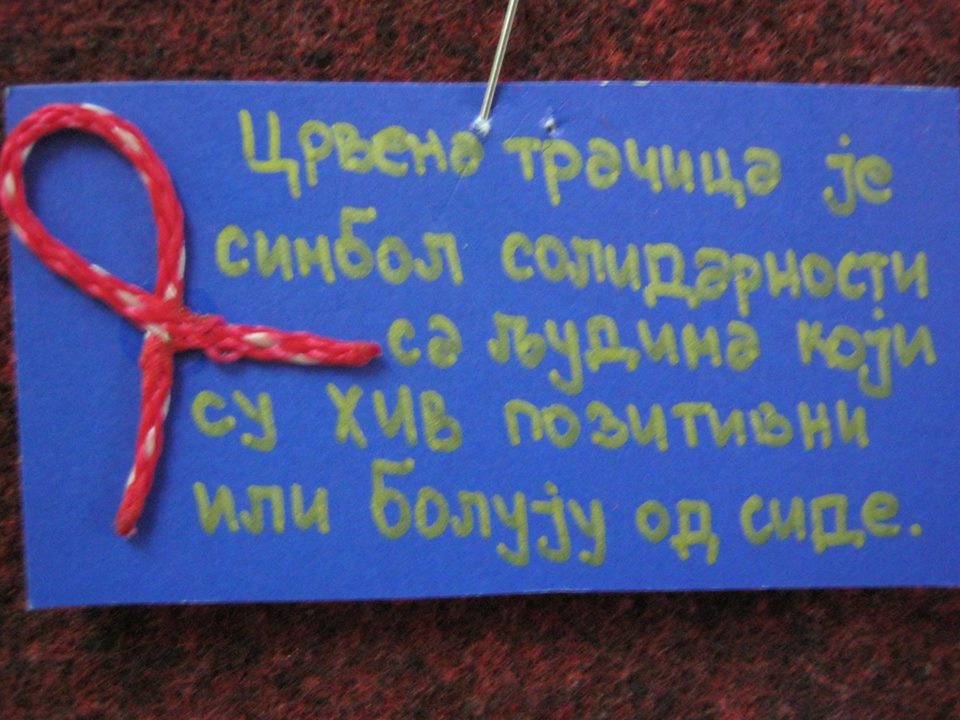 Црвена трачица је
симбол солидарности
са људима који
су ХИВ позитивни
или болују од сиде.